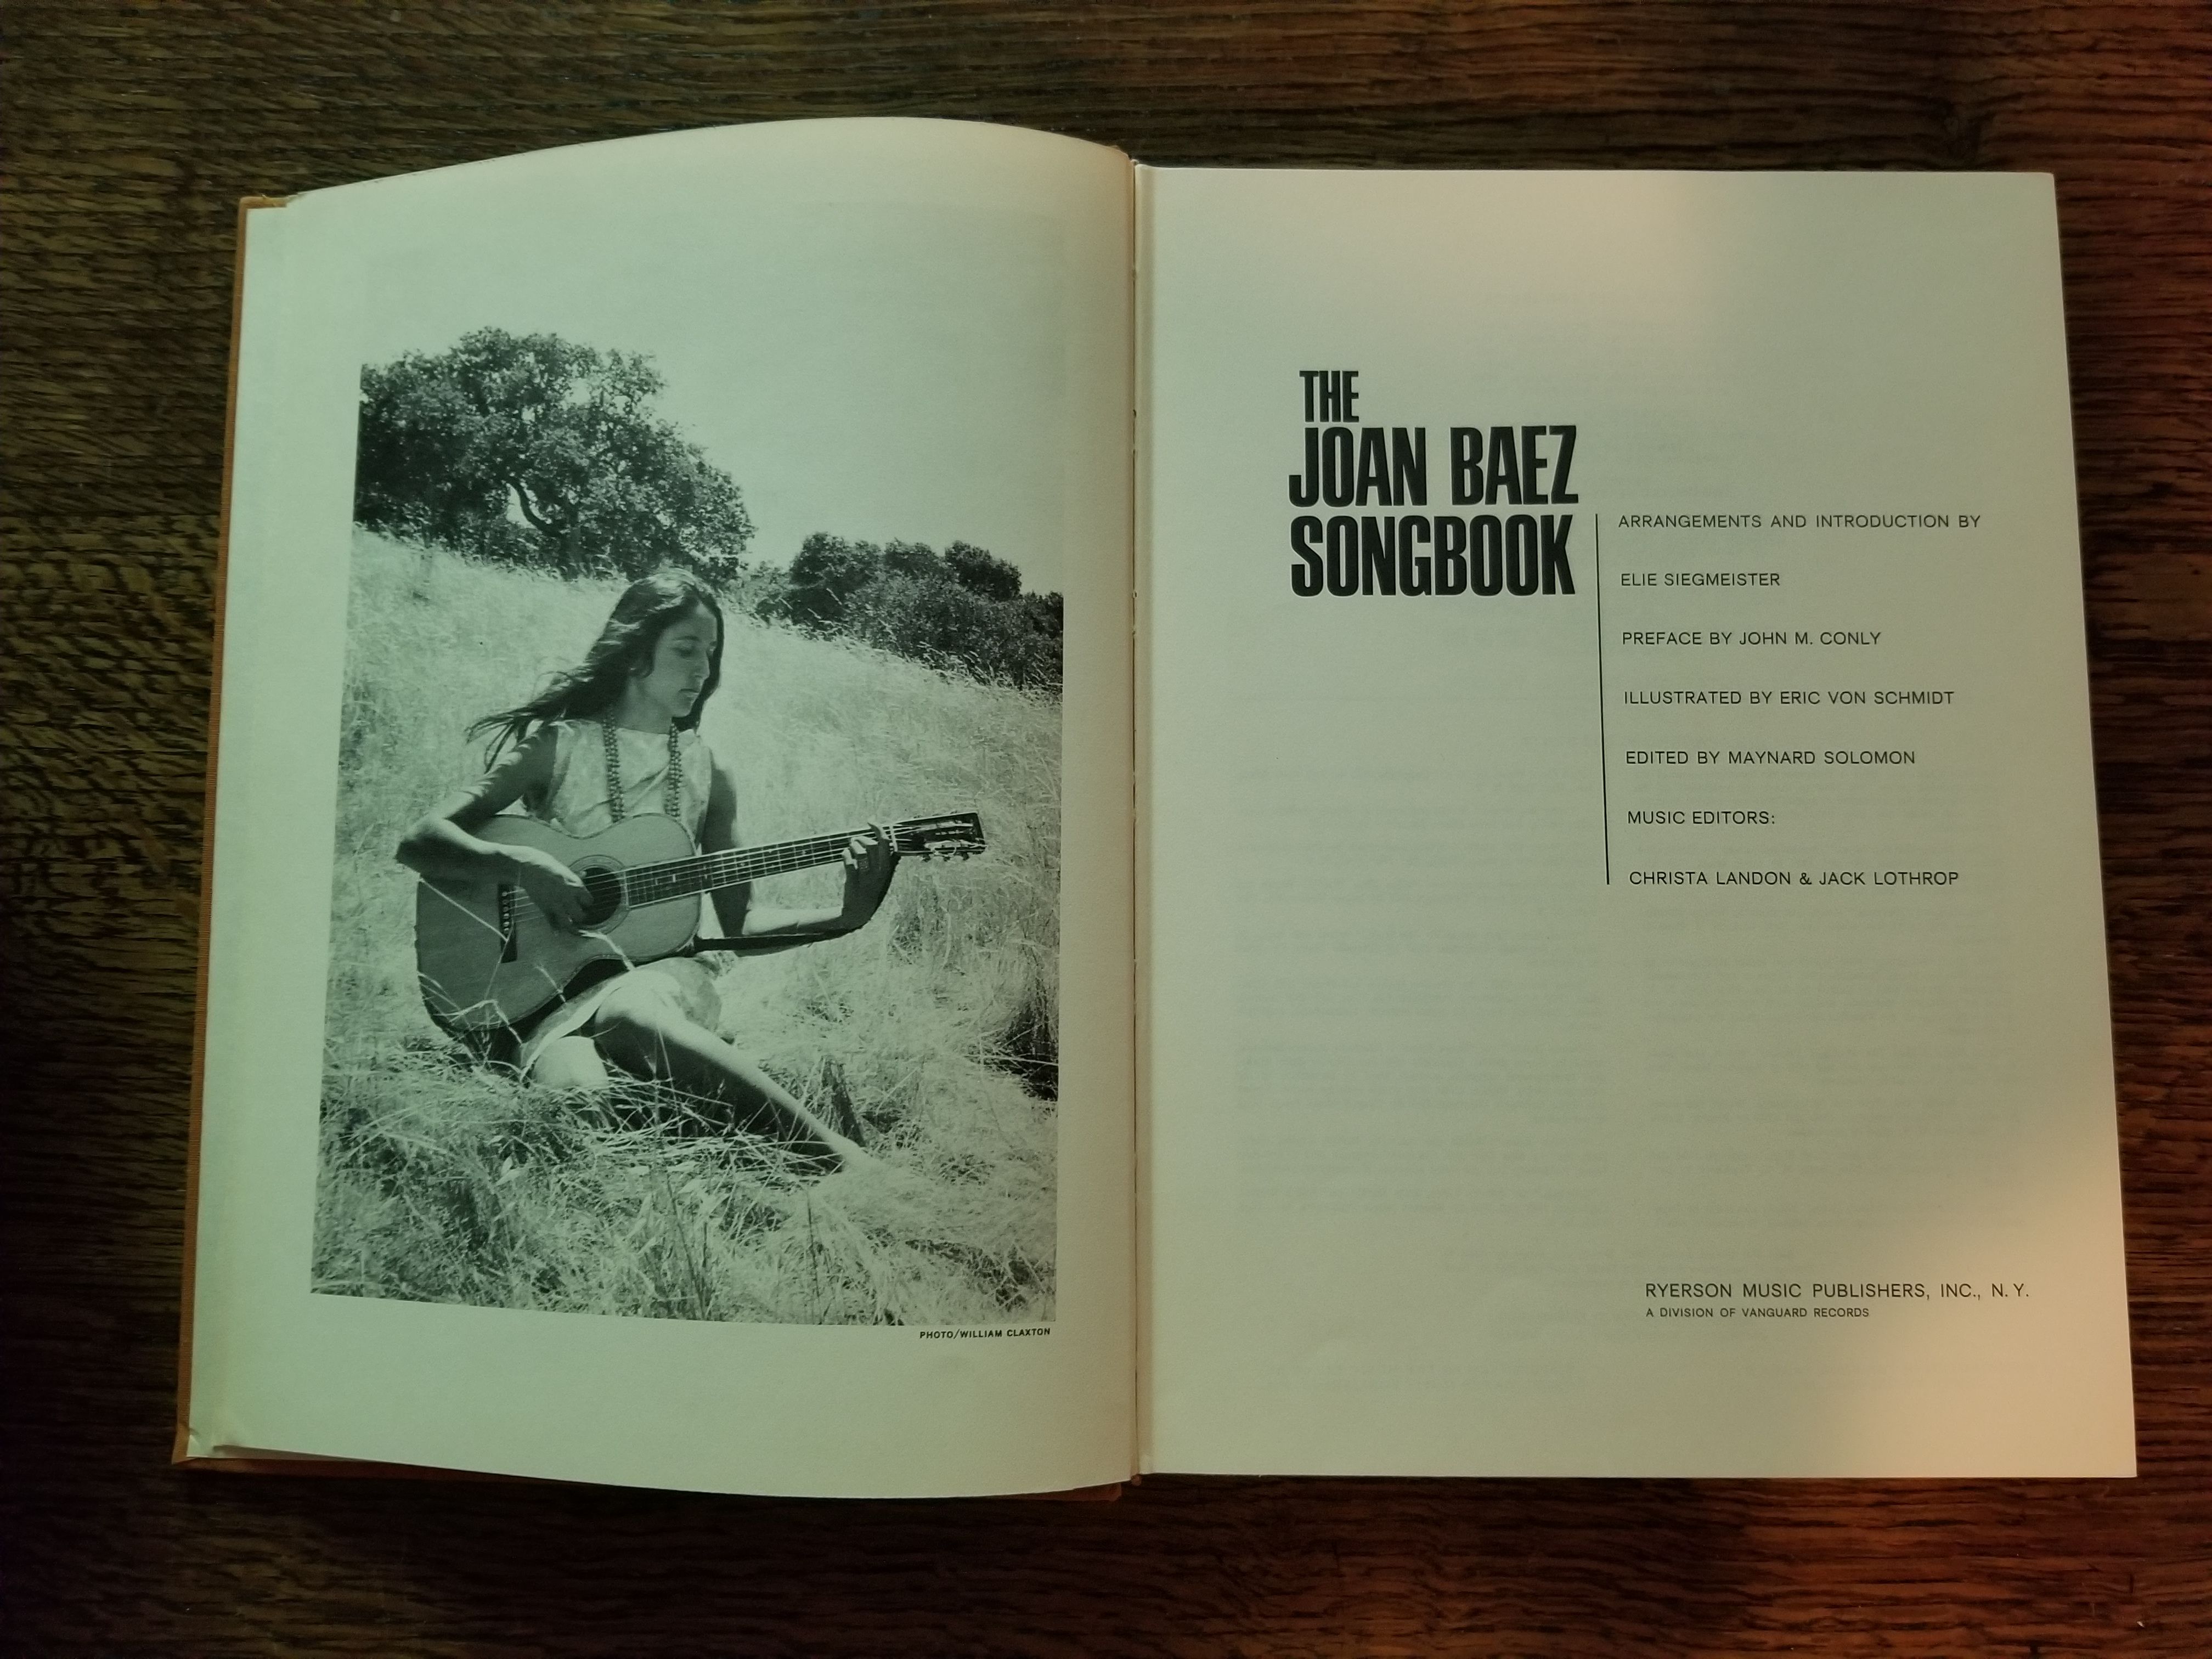 PHOTO/WILLIAM CLAXTON
THE
JOAN BAEZ
SONGBOOK
ARRANGEMENTS AND INTRODUCTION BY
ELIE SIEGMEISTER
PREFACE BY JOHN M. CONLY
ILLUSTRATED BY ERIC VON SCHMIDT
EDITED BY MAYNARD SOLOMON
MUSIC EDITORS:
CHRISTA LANDON & JACK LOTHROP
RYERSON MUSIC PUBLISHERS, INC., N. Y.
A DIVISION OF VANGUARD RECORDS